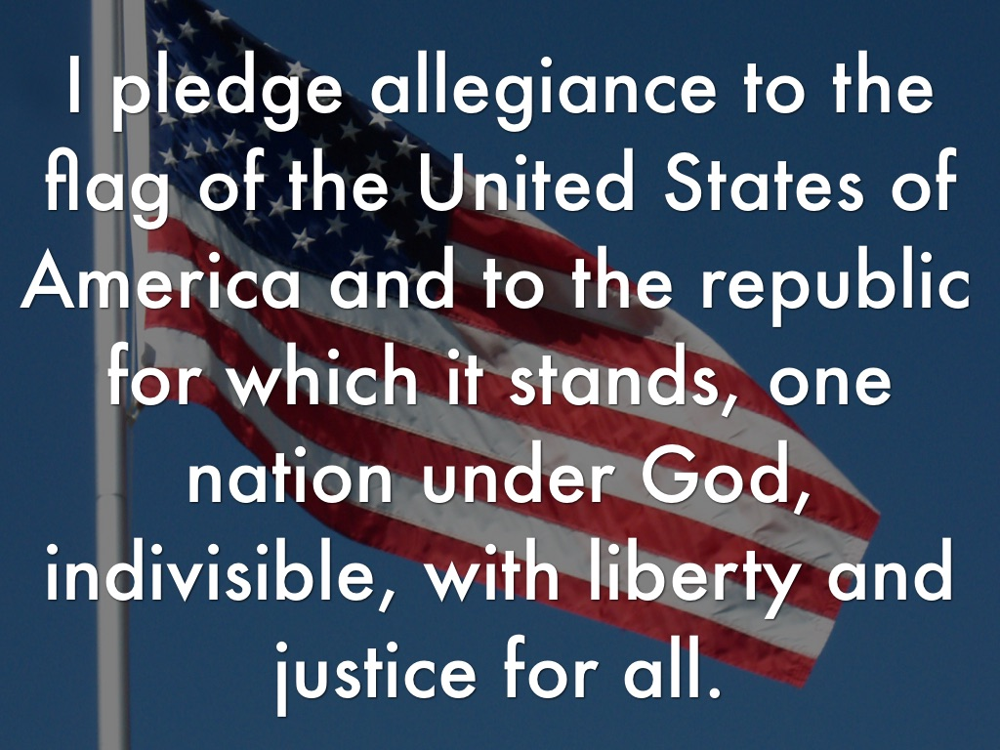 I pledge allegiance to the
flag of the United States of
America and to the republic
for which it stands, one
nation under God,
indivisible, with liberty and
justice for all.